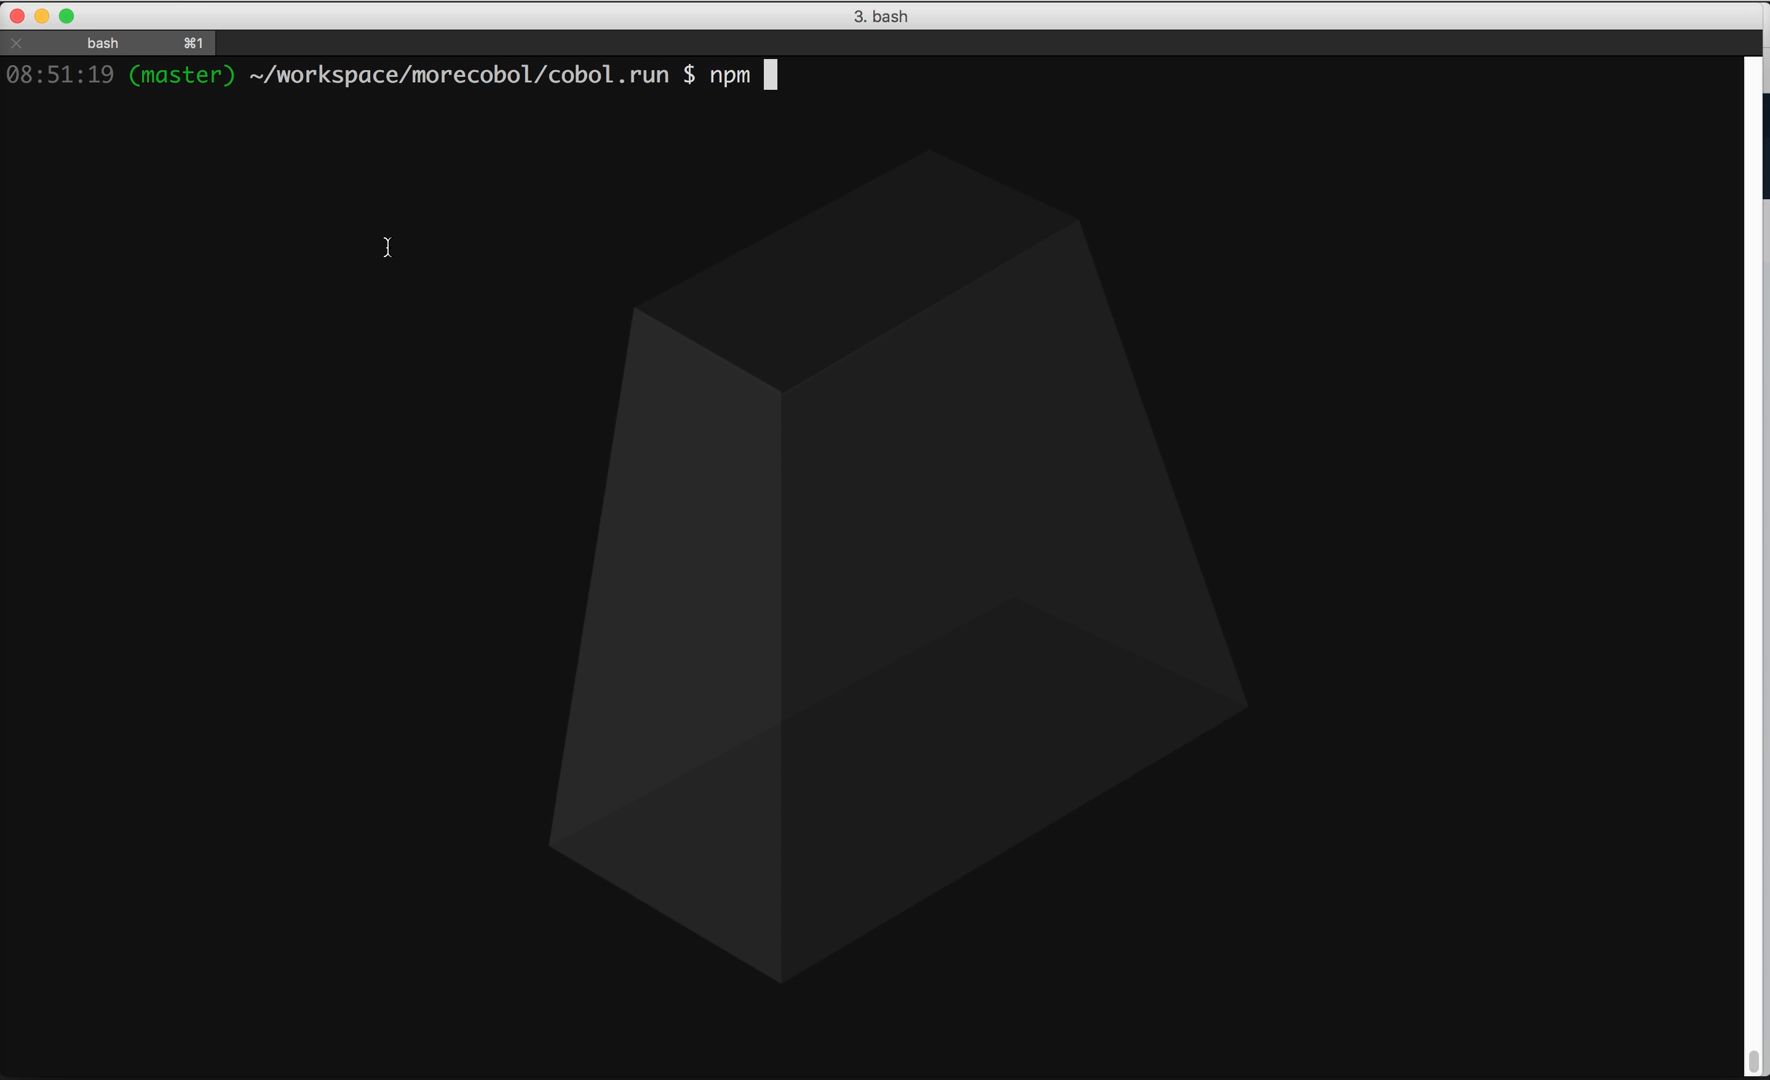 3. bash
bash ⌘1
08:51:19 (master) ~/workspace/morecobol/cobol.run $ npm